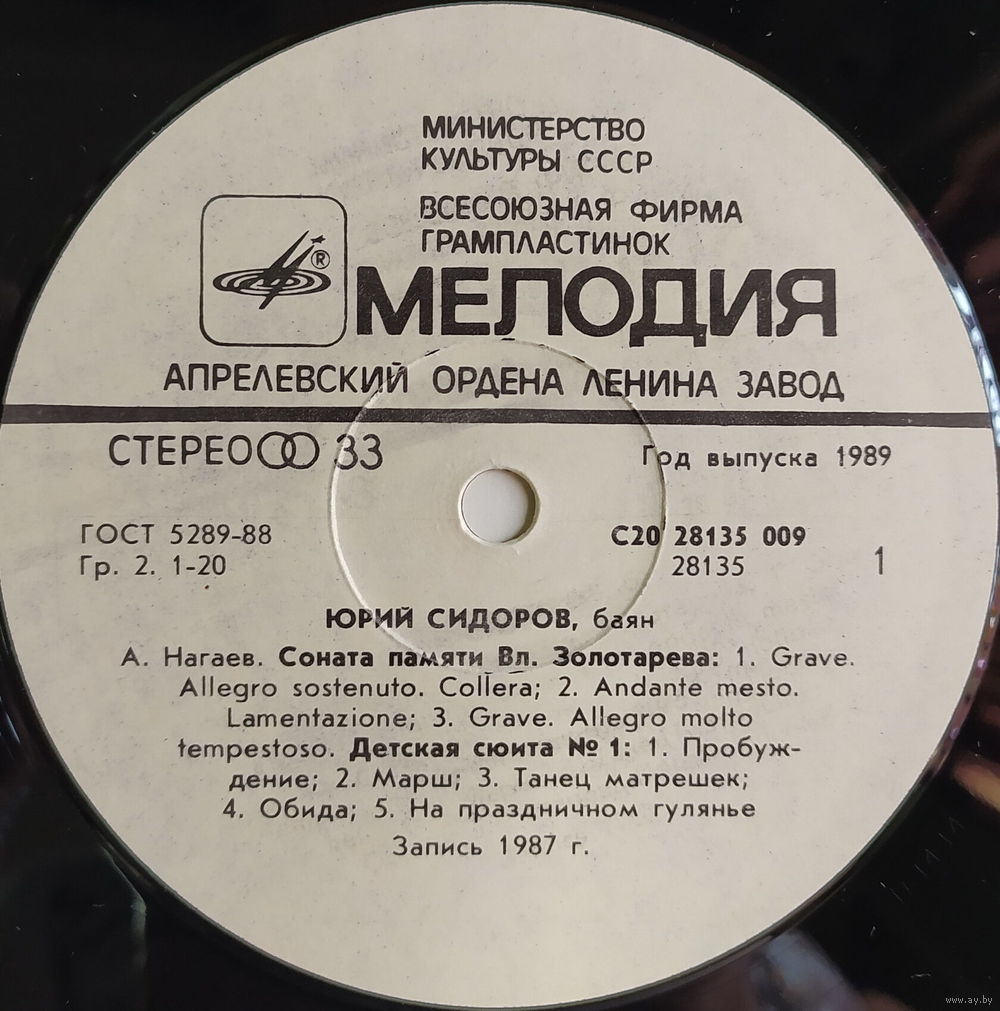 МИНИСТЕРСТВО
КУЛЬТУРЫ СССР
ВСЕСОЮЗНАЯ ФИРМА
ГРАМПЛАСТИНОК
®
МЕЛОДИЯ
АПРЕЛЕВСКИЙ ОРДЕНА ЛЕНИНА ЗАВОД
СТЕРЕО 33
Год выпуска 1989
ГОСТ 5289-88
Гр. 2. 1-20
С20 28135 009
28135
1
ЮРИЙ СИДОРОВ, баян
А. Нагаев. Соната памяти Вл. Золотарева: 1. Grave.
Allegro sostenuto. Collera; 2. Andante mesto.
Lamentazione; 3. Grave. Allegro molto
tempestoso. Детская сюита № 1: 1. Пробуж-
дение; 2. Марш; 3. Танец матрешек;
4. Обида; 5. На праздничном гулянье
Запись 1987 г.
www.ay.by